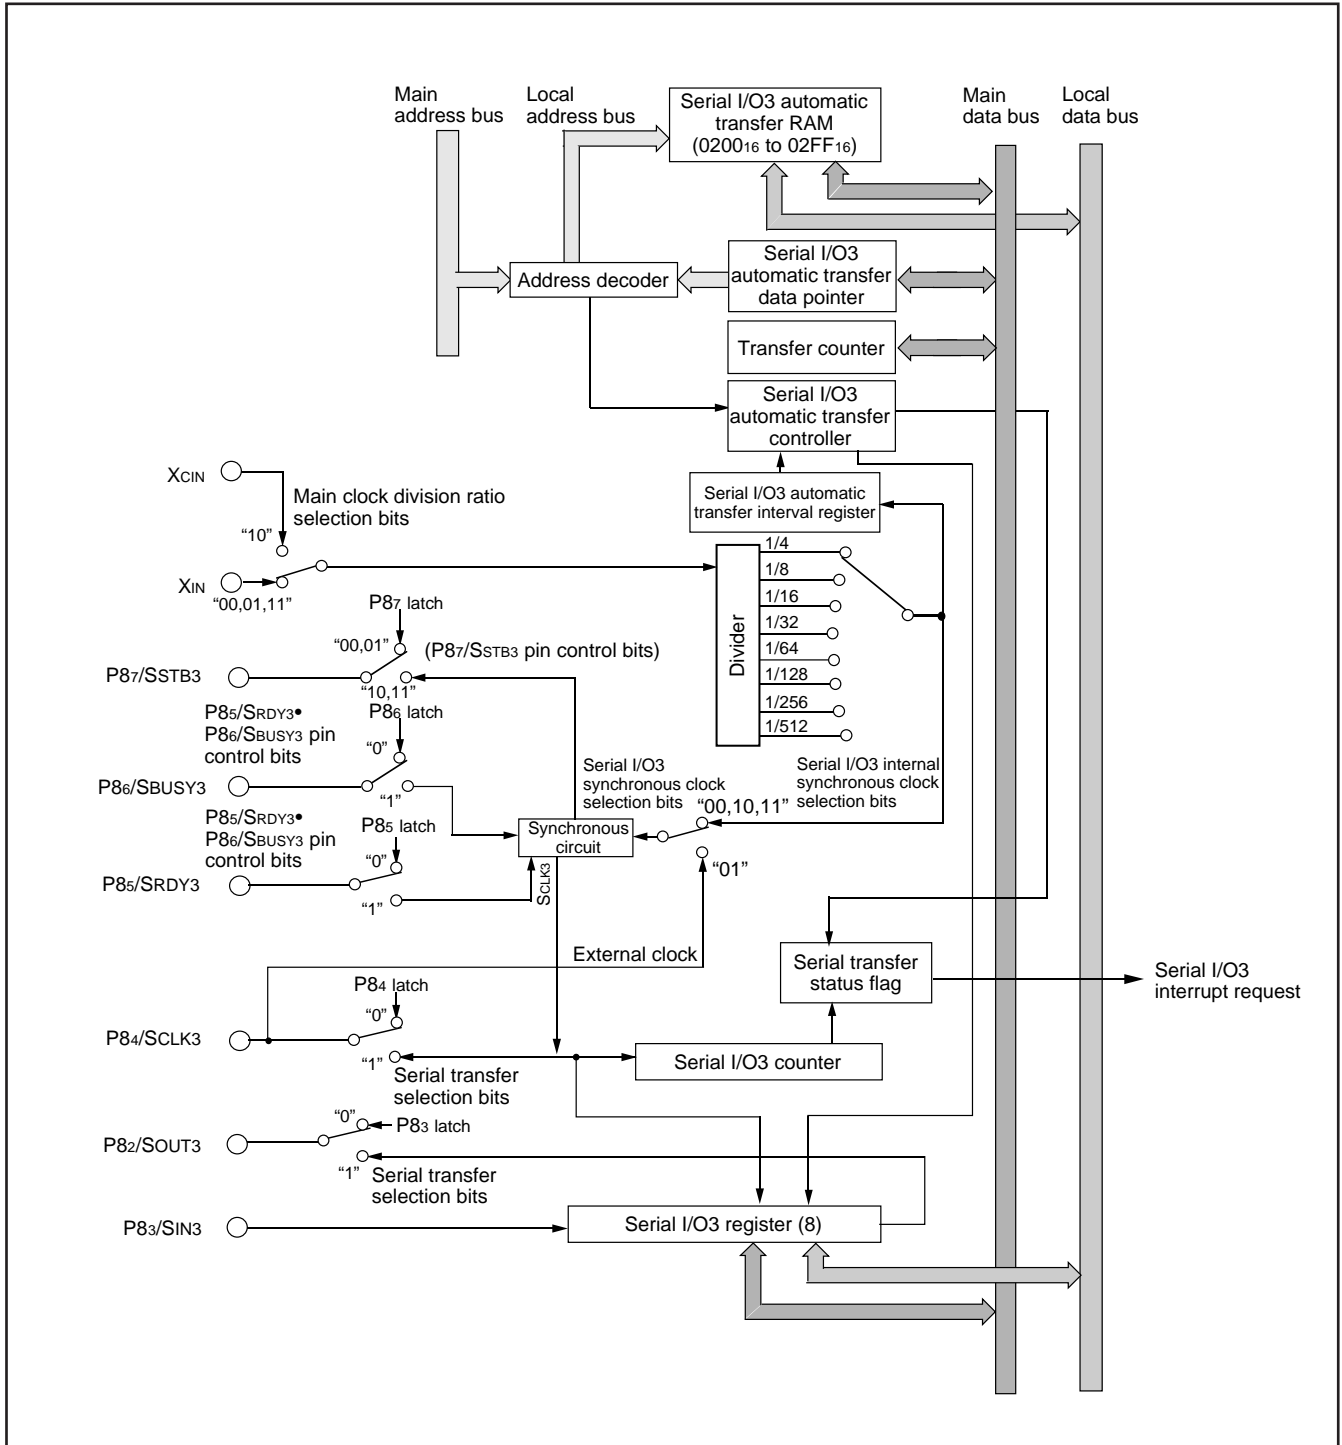 Main
address bus
Local
address bus
Serial I/O3 automatic
transfer RAM
(020016 to 02FF16)
Main
data bus
Local
data bus
Address decoder
Serial I/O3
automatic transfer
data pointer
Transfer counter
Serial I/O3
automatic transfer
controller
XCIN
Main clock division ratio
selection bits
“10”
XIN
“00,01,11”
Serial I/O3 automatic
transfer interval register
Divider
1/4
1/8
1/16
1/32
1/64
1/128
1/256
1/512
P87 latch
“00,01”
(P87/SSTB3 pin control bits)
P87/SSTB3
“10,11”
P85/SRDY3•
P86/SBUSY3 pin
control bits
P86 latch
“0”
P86/SBUSY3
“1”
Serial I/O3
synchronous clock
selection bits
Serial I/O3 internal
synchronous clock
selection bits
“00,10,11”
P85/SRDY3•
P86/SBUSY3 pin
control bits
P85 latch
“0”
Synchronous
circuit
“01”
P85/SRDY3
“1”
SCLK3
External clock
Serial transfer
status flag
Serial I/O3
interrupt request
P84 latch
“0”
P84/SCLK3
“1”
Serial transfer
selection bits
Serial I/O3 counter
“0”
P83 latch
P82/SOUT3
“1”
Serial transfer
selection bits
P83/SIN3
Serial I/O3 register (8)